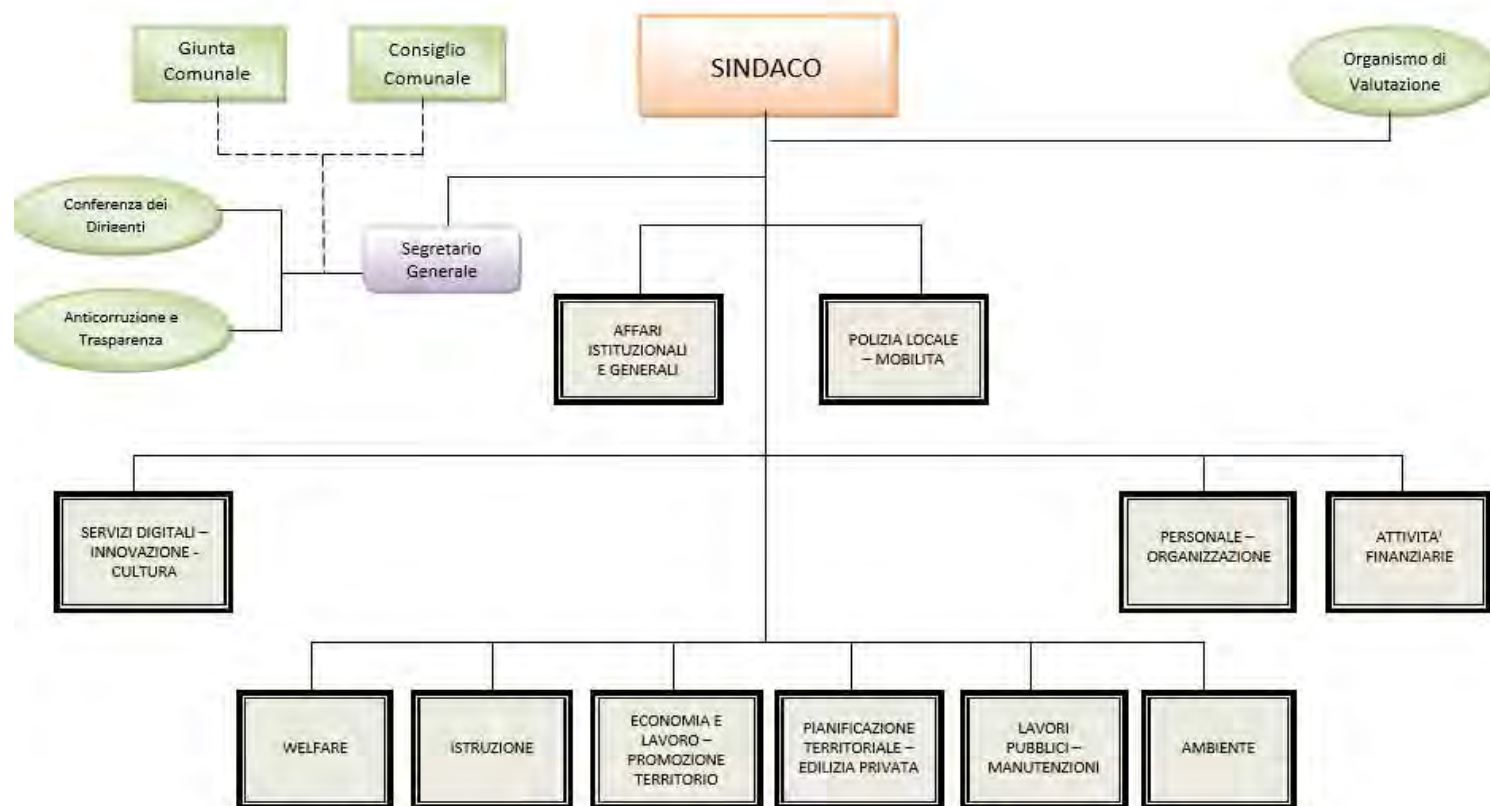 Giunta
Comunale
Consiglio
Comunale
SINDACO
Organismo di
Valutazione
Conferenza dei
Dirigenti
Segretario
Generale
Anticorruzione e
Trasparenza
AFFARI
ISTITUZIONALI
E GENERALI
POLIZIA LOCALE
– MOBILITA
SERVIZI DIGITALI –
INNOVAZIONE -
CULTURA
PERSONALE –
ORGANIZZAZIONE
ATTIVITA'
FINANZIARIE
WELFARE
ISTRUZIONE
ECONOMIA E
LAVORO –
PROMOZIONE
TERRITORIO
PIANIFICAZIONE
TERRITORIALE –
EDILIZIA PRIVATA
LAVORI
PUBBLICI –
MANUTENZIONI
AMBIENTE